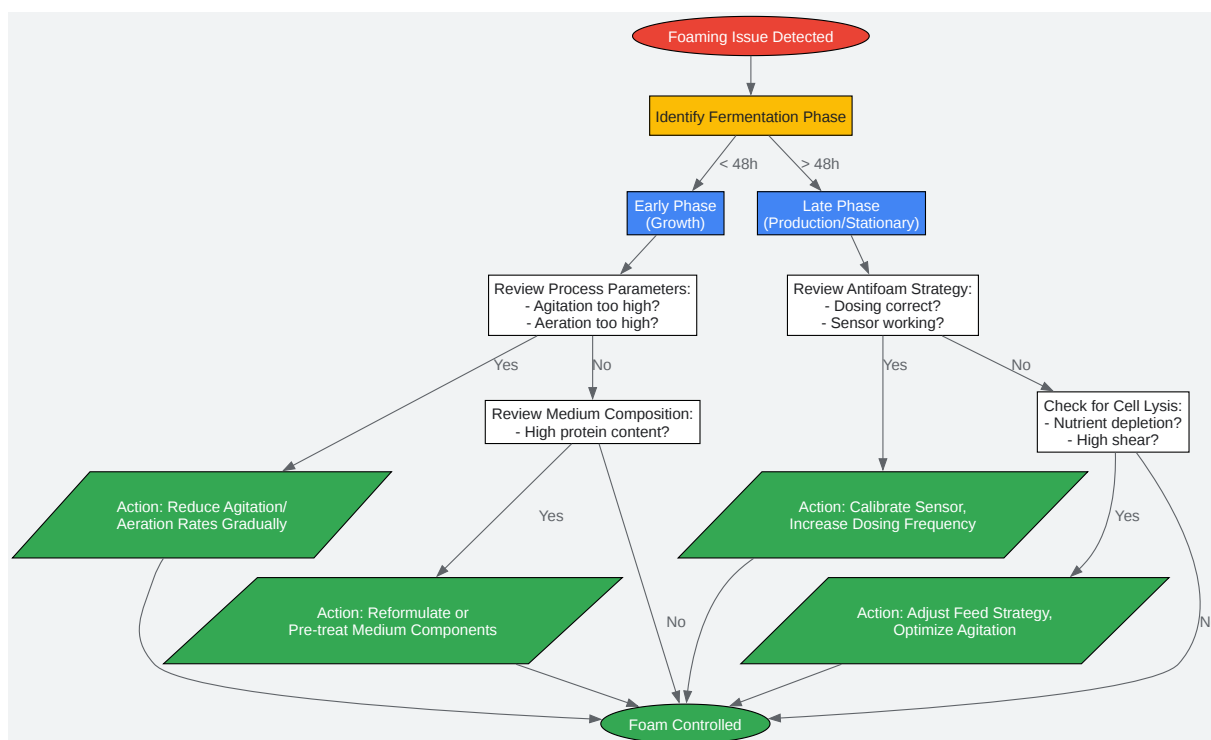 Foaming Issue Detected
Identify Fermentation Phase
< 48h
> 48h
Early Phase
(Growth)
Late Phase
(Production/Stationary)
Review Process Parameters:
- Agitation too high?
- Aeration too high?
Review Antifoam Strategy:
- Dosing correct?
- Sensor working?
Yes
No
Yes
No
Review Medium Composition:
- High protein content?
Check for Cell Lysis:
- Nutrient depletion?
- High shear?
Action: Reduce Agitation/
Aeration Rates Gradually
Yes
Action: Calibrate Sensor,
Increase Dosing Frequency
Yes
Action: Reformulate or
Pre-treat Medium Components
No
Action: Adjust Feed Strategy,
Optimize Agitation
Foam Controlled